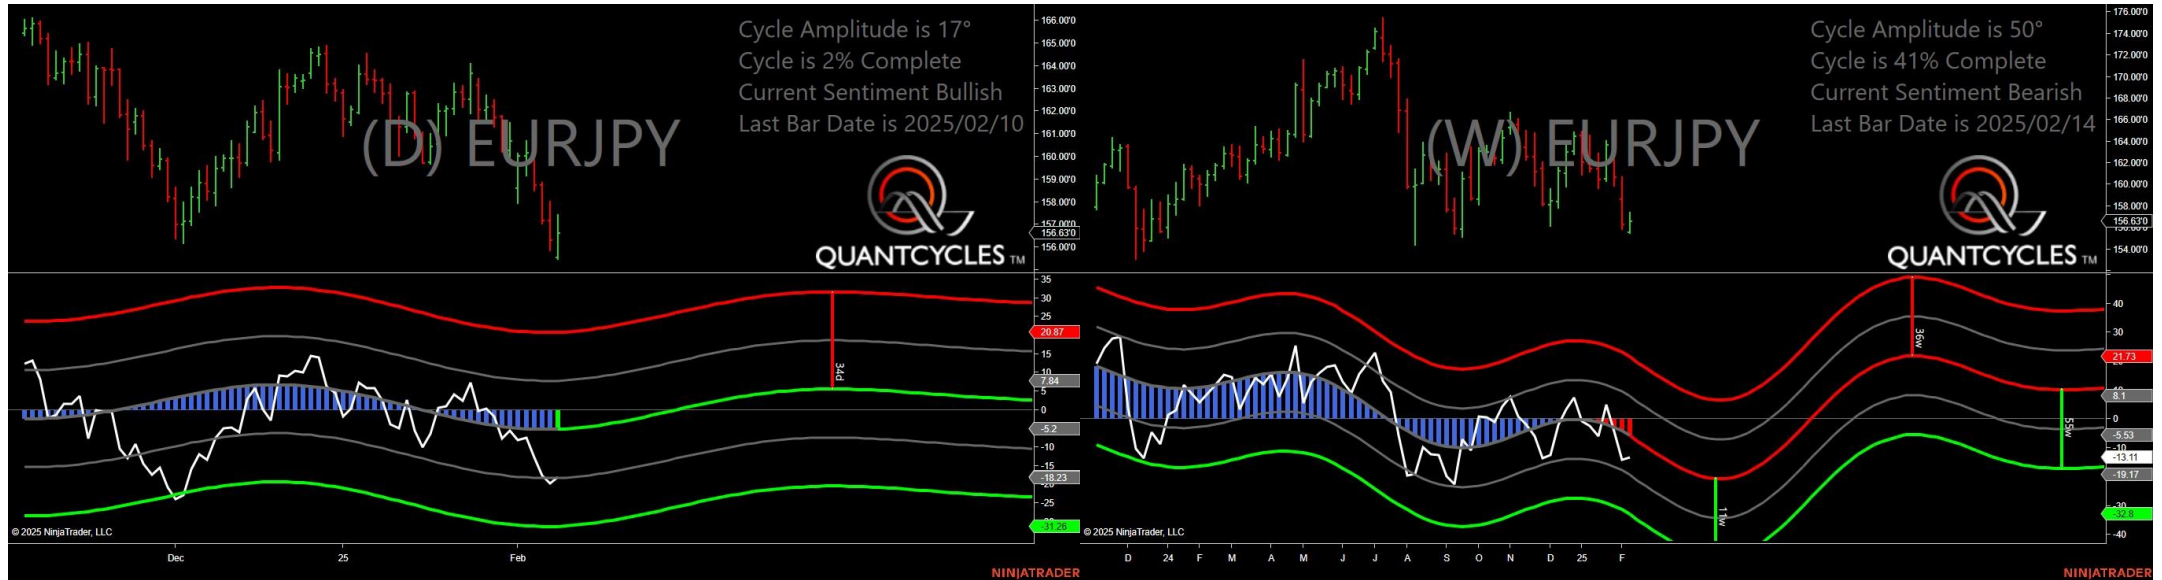 Cycle Amplitude is 17°
Cycle is 2% Complete
Current Sentiment Bullish
Last Bar Date is 2025/02/10
(D) EURJPY
QUANTCYCLES TM
166.00'0
165.00'0
164.00'0
163.00'0
162.00'0
161.00'0
160.00'0
159.00'0
158.00'0
157.00'0
156.63'0
156.00'0
35
30
25
20.87
15
7.84
5
0
-5.2
-10
-15
-18.23
-25
-31.26
34d
© 2025 NinjaTrader, LLC
Dec
25
Feb
NINJATRADER
Cycle Amplitude is 50°
Cycle is 41% Complete
Current Sentiment Bearish
Last Bar Date is 2025/02/14
(W) EURJPY
QUANTCYCLES TM
176.00'0
174.00'0
172.00'0
170.00'0
168.00'0
166.00'0
164.00'0
162.00'0
160.00'0
158.00'0
156.63'0
154.00'0
40
30
21.73
8.1
0
-5.53
-13.11
-19.17
-30
-32.8
-40
36w
55w
11w
© 2025 NinjaTrader, LLC
D 24 F M A M J J A S O N D 25 F
NINJATRADER